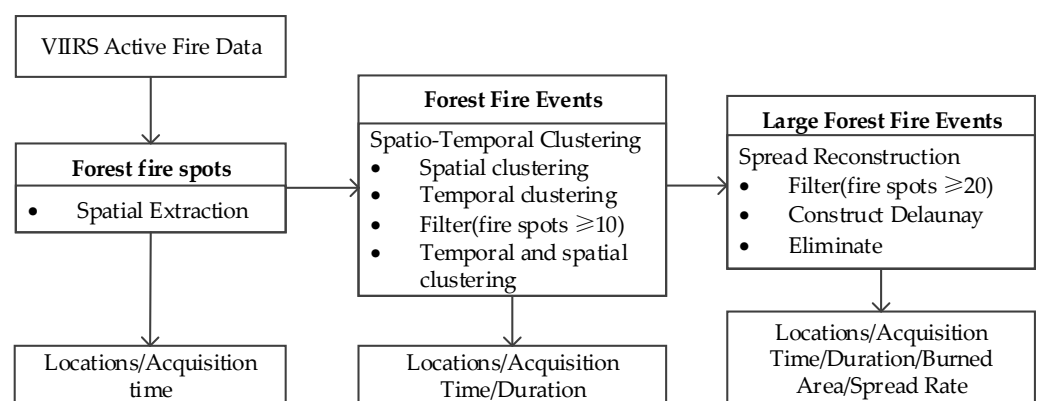 VIIRS Active Fire Data
Forest fire spots
• Spatial Extraction
Locations/Acquisition
time
Forest Fire Events
Spatio-Temporal Clustering
• Spatial clustering
• Temporal clustering
• Filter(fire spots ≥10)
• Temporal and spatial
clustering
Locations/Acquisition
Time/Duration
Large Forest Fire Events
Spread Reconstruction
• Filter(fire spots ≥20)
• Construct Delaunay
• Eliminate
Locations/Acquisition
Time/Duration/Burned
Area/Spread Rate